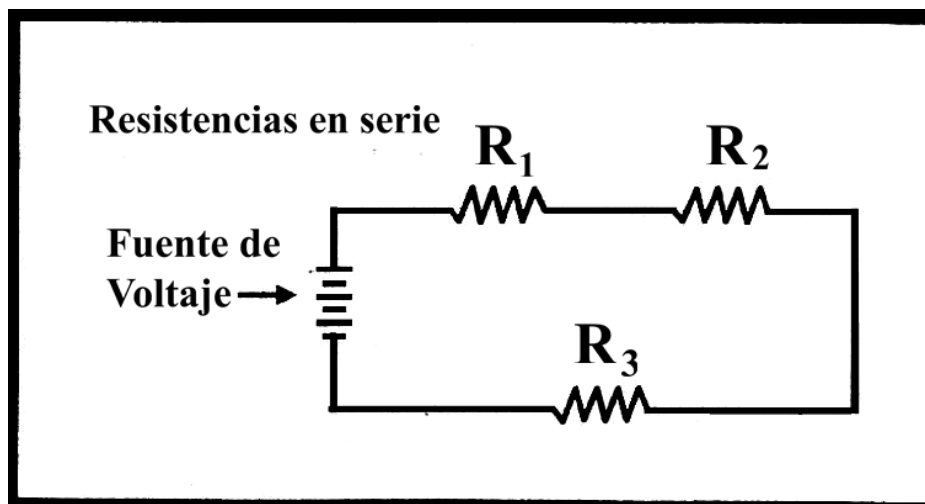 Resistencias en serie
R₁
R₂
Fuente de
Voltaje
R₃